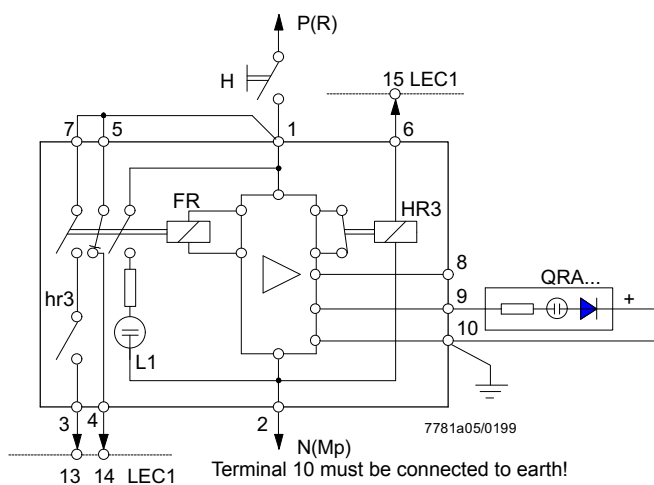 P(R)
H
15 LEC1
7 5 1 6
FR
HR3
8
QRA...
hr3
9
+
10
L1
3 4 2
7781a05/0199
N(Mp)
13 14 LEC1
Terminal 10 must be connected to earth!